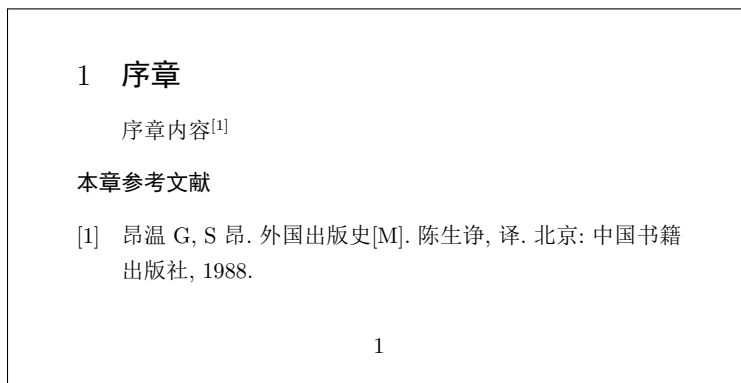 1 序章
序章内容[1]
本章参考文献
[1] 昂温 G, S 昂. 外国出版史[M]. 陈生诤, 译. 北京: 中国书籍
出版社, 1988.
1